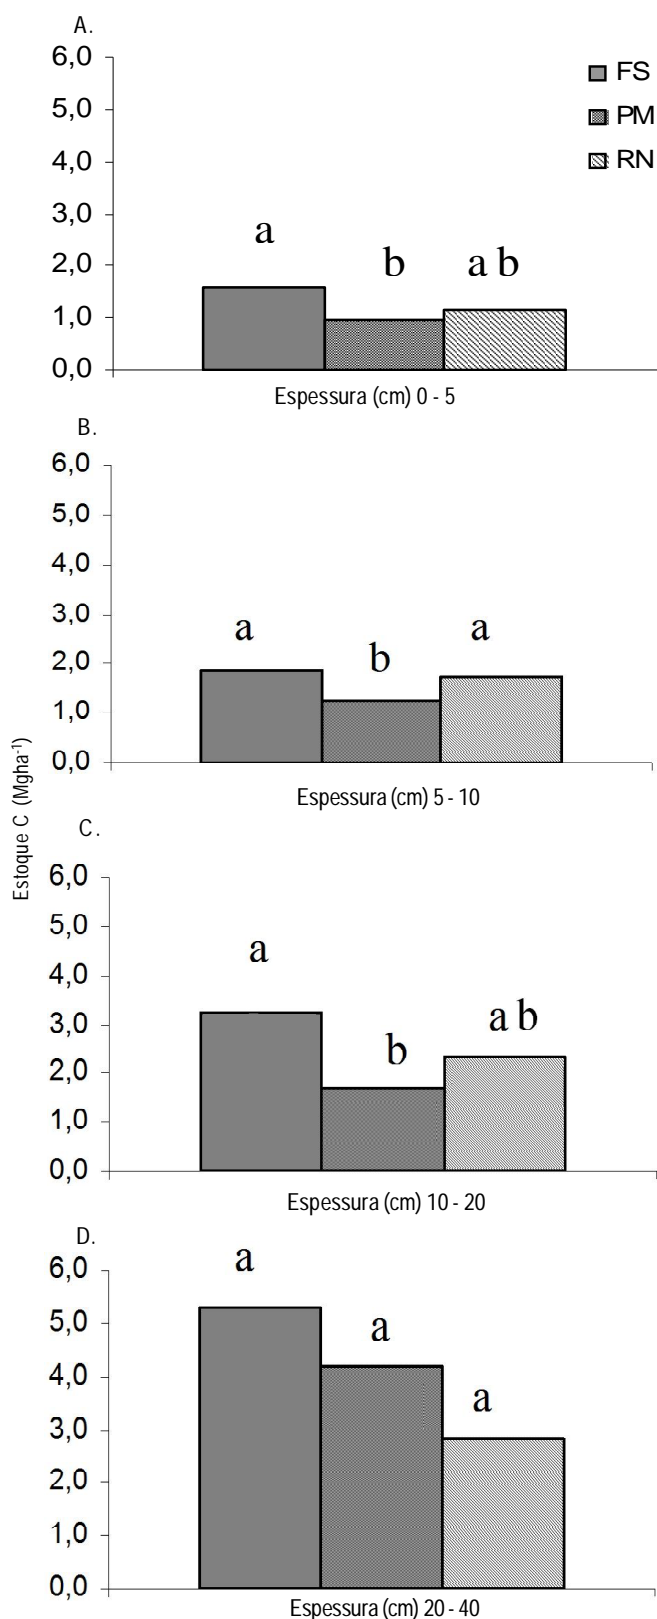 A.
6,0
5,0
4,0
3,0
2,0
1,0
0,0
FS
PM
RN
a
b
a b
Espessura (cm) 0 - 5
B.
6,0
5,0
4,0
3,0
2,0
1,0
0,0
a
b
a
Espessura (cm) 5 - 10
Estoque C (Mgha-1)
C.
6,0
5,0
4,0
3,0
2,0
1,0
0,0
a
b
a b
Espessura (cm) 10 - 20
D.
6,0
5,0
4,0
3,0
2,0
1,0
0,0
a
a
a
Espessura (cm) 20 - 40